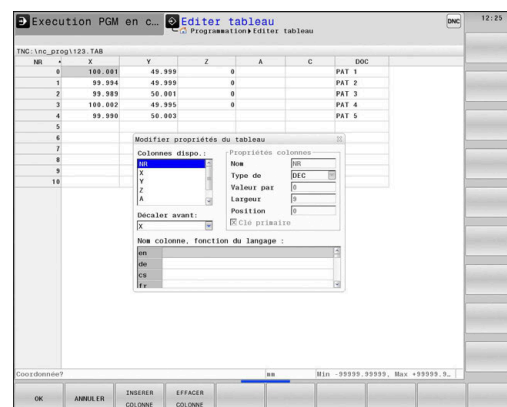 Execution PGM en c...
Editer tableau
Programmation▸Editer tableau
DNC
12:25
TNC:\nc_prog\123.TAB
NR X Y Z A C DOC
0 100.001 49.999 0 PAT 1
1 99.994 49.999 0 PAT 2
2 99.989 50.001 0 PAT 3
3 100.002 49.995 0 PAT 4
4 99.990 50.003 PAT 5
5
6
7
8
9
10
Modifier propriétés du tableau
Colonnes dispo.:
NR
X
Y
Z
A
Décaler avant:
X
Propriétés colonnes
Nom NR
Type de DEC
Valeur par 0
Largeur 9
Position 0
Clé primaire
Nom colonne, fonction du langage :
en
de
cs
fr
Coordonnée?
mm
Min -99999.99999, Max +99999.9…
OK
ANNULER
INSERER COLONNE
EFFACER COLONNE